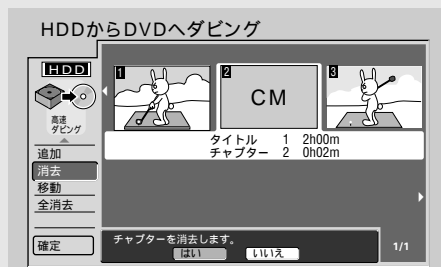 HDDからDVDへダビング
HDD
高速
ダビング
追加
消去
移動
全消去
確定
1
2
CM
3
タイトル 1 2h00m
チャプター 2 0h02m
チャプターを消去します。
はい いいえ
1/1